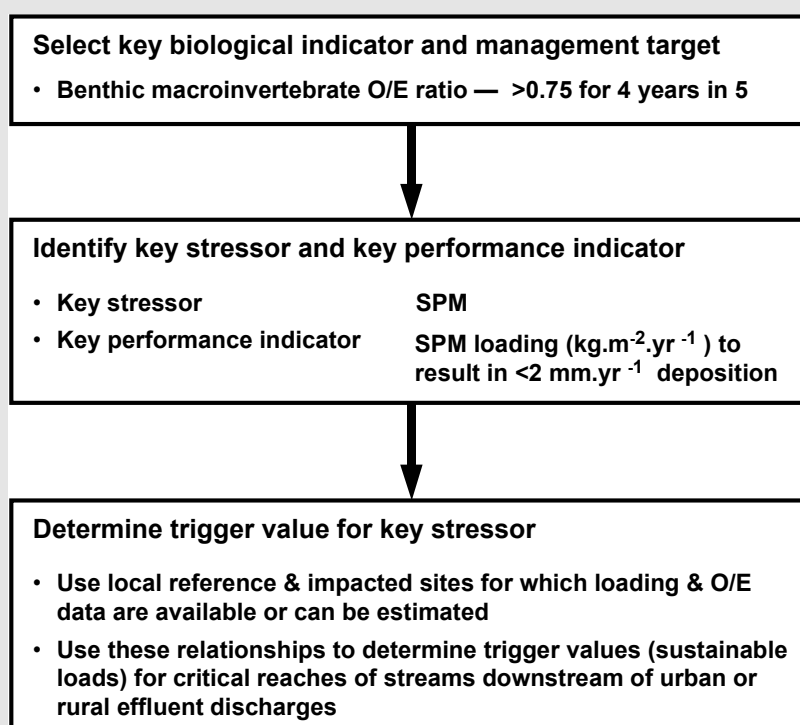 Select key biological indicator and management target
• Benthic macroinvertebrate O/E ratio — >0.75 for 4 years in 5
Identify key stressor and key performance indicator
• Key stressor SPM
• Key performance indicator SPM loading (kg.m-2.yr -1 ) to
result in <2 mm.yr -1 deposition
Determine trigger value for key stressor
• Use local reference & impacted sites for which loading & O/E
data are available or can be estimated
• Use these relationships to determine trigger values (sustainable
loads) for critical reaches of streams downstream of urban or
rural effluent discharges